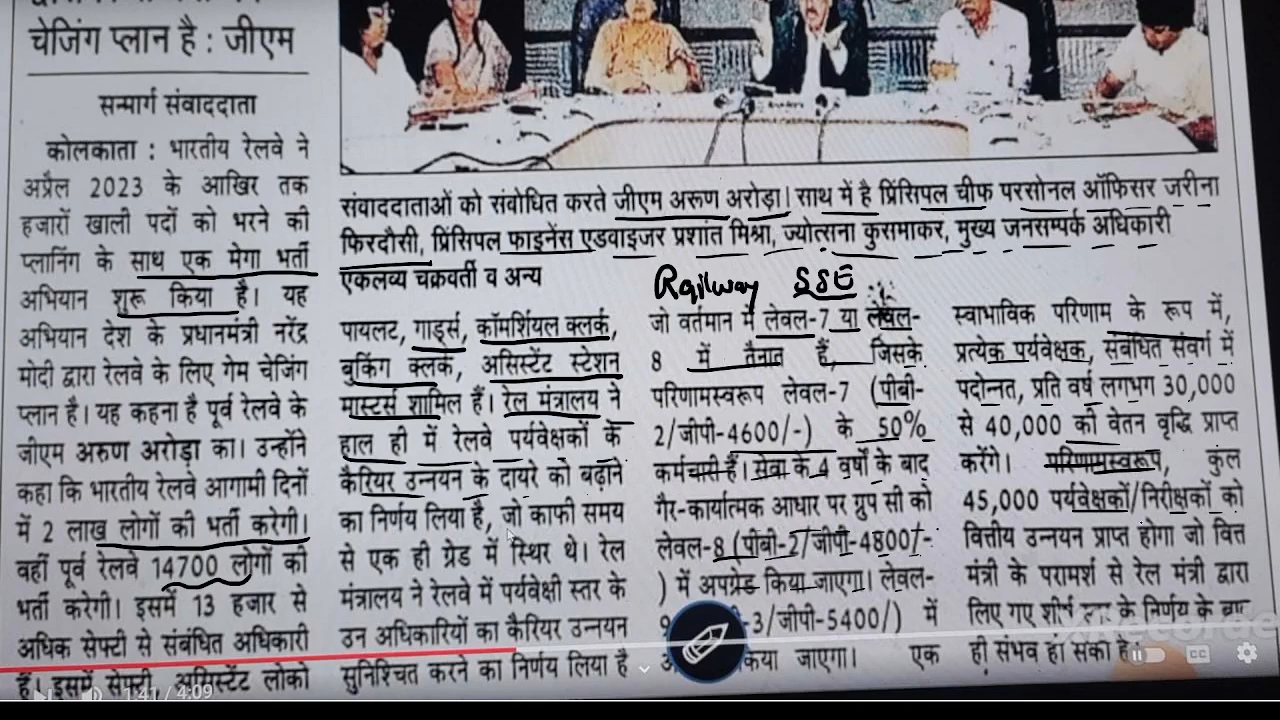 चेजिंग प्लान है : जीएम
सन्मार्ग संवाददाता
कोलकाता : भारतीय रेलवे ने
अप्रैल 2023 के आखिर तक
हजारों खाली पदों को भरने की
प्लानिंग के साथ एक मेगा भर्ती
अभियान शुरू किया है। यह
अभियान देश के प्रधानमंत्री नरेंद्र
मोदी द्वारा रेलवे के लिए गेम चेंजिंग
प्लान है। यह कहना है पूर्व रेलवे के
जीएम अरुण अरोड़ा का। उन्होंने
कहा कि भारतीय रेलवे आगामी दिनों
में 2 लाख लोगों की भर्ती करेगी।
वहीं पूर्व रेलवे 14700 लोगों की
भर्ती करेगी। इसमें 13 हजार से
अधिक सेफ्टी से संबंधित अधिकारी
हैं। इसमें सेफ्टी, असिस्टेंट लोको
संवाददाताओं को संबोधित करते जीएम अरूण अरोड़ा। साथ में है प्रिंसिपल चीफ परसोनल ऑफिसर जरीना
फिरदौसी, प्रिंसिपल फाइनेंस एडवाइजर प्रशांत मिश्रा, ज्योत्सना कुसमाकर, मुख्य जनसम्पर्क अधिकारी
एकलव्य चक्रवर्ती व अन्य
पायलट, गार्ड्स, कॉमर्शियल क्लर्क,
बुकिंग क्लर्क, असिस्टेंट स्टेशन
मास्टर्स शामिल हैं। रेल मंत्रालय ने
हाल ही में रेलवे पर्यवेक्षकों के
कैरियर उन्नयन के दायरे को बढ़ाने
का निर्णय लिया है, जो काफी समय
से एक ही ग्रेड में स्थिर थे। रेल
मंत्रालय ने रेलवे में पर्यवेक्षी स्तर के
उन अधिकारियों का कैरियर उन्नयन
सुनिश्चित करने का निर्णय लिया है
Railway SSE
जो वर्तमान में लेवल-7 या लेवल-
8 में तैनात हैं, जिसके
परिणामस्वरूप लेवल-7 (पीबी-
2/जीपी-4600/-) के 50%
कर्मचारी हैं। सेवा के 4 वर्षों के बाद
गैर-कार्यात्मक आधार पर ग्रुप सी को
लेवल-8 (पीबी-2/जीपी-4800/-
) में अपग्रेड किया जाएगा। लेवल-
9 -3/जीपी-5400/) में
किया जाएगा। एक
स्वाभाविक परिणाम के रूप में,
प्रत्येक पर्यवेक्षक, संबंधित संवर्ग में
पदोन्नत, प्रति वर्ष लगभग 30,000
से 40,000 की वेतन वृद्धि प्राप्त
करेंगे। परिणामस्वरूप, कुल
45,000 पर्यवेक्षकों/निरीक्षकों को
वित्तीय उन्नयन प्राप्त होगा जो वित्त
मंत्री के परामर्श से रेल मंत्री द्वारा
लिए गए शीर्ष स्तर के निर्णय के बाद
ही संभव हो सका है।
1:41 / 4:09
CC